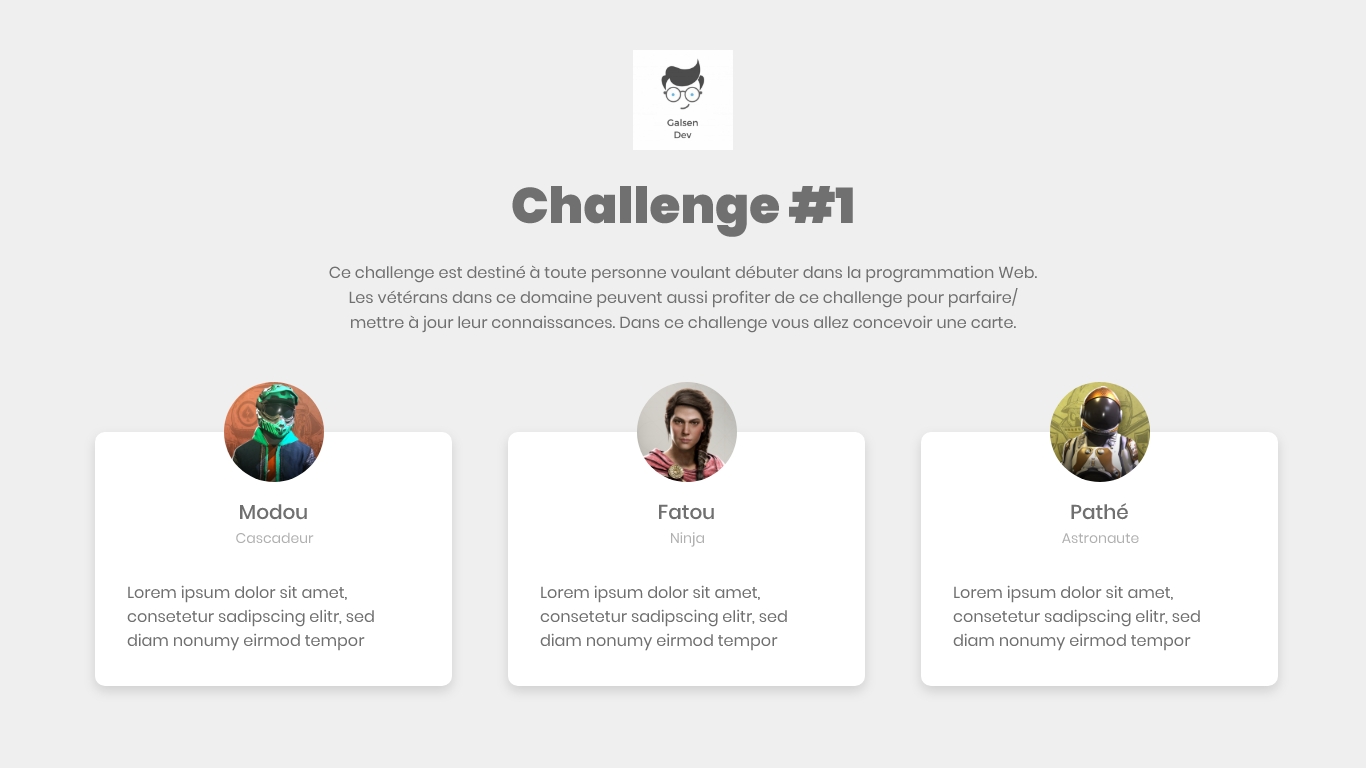 Galsen
Dev
Challenge #1
Ce challenge est destiné à toute personne voulant débuter dans la programmation Web.
Les vétérans dans ce domaine peuvent aussi profiter de ce challenge pour parfaire/
mettre à jour leur connaissances. Dans ce challenge vous allez concevoir une carte.
Modou
Cascadeur
Lorem ipsum dolor sit amet,
consetetur sadipscing elitr, sed
diam nonumy eirmod tempor
Fatou
Ninja
Lorem ipsum dolor sit amet,
consetetur sadipscing elitr, sed
diam nonumy eirmod tempor
Pathé
Astronaute
Lorem ipsum dolor sit amet,
consetetur sadipscing elitr, sed
diam nonumy eirmod tempor